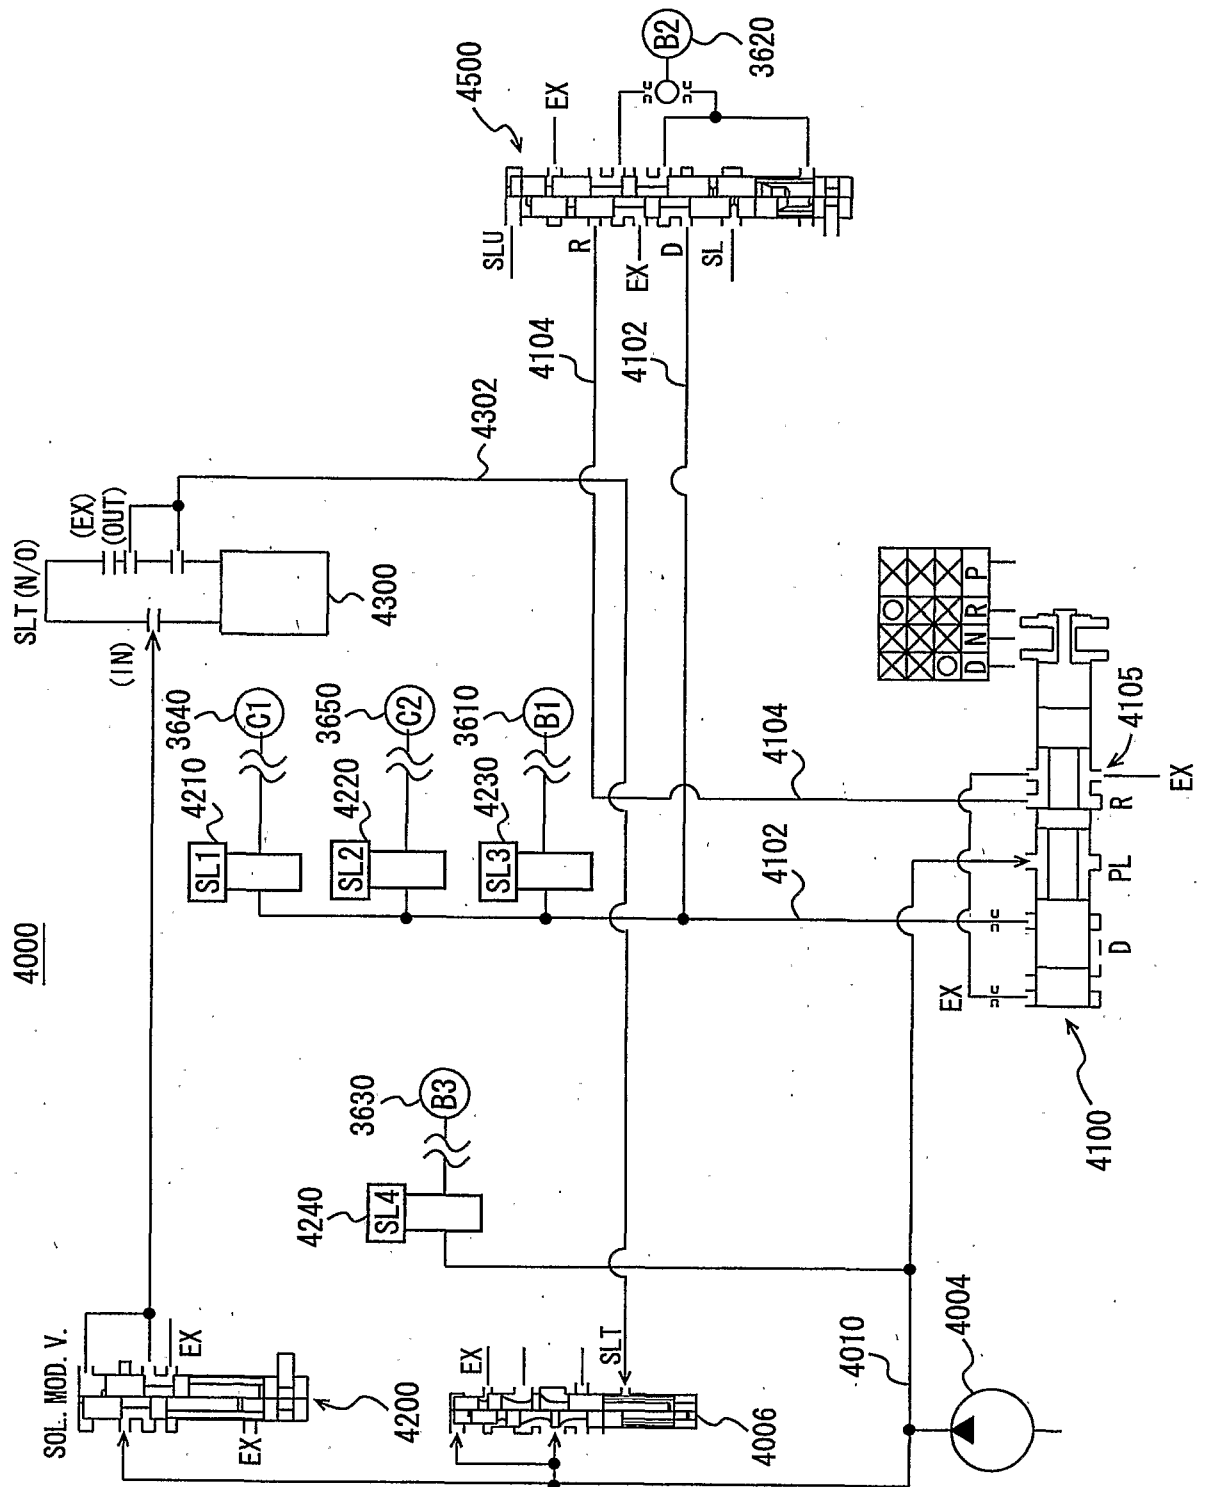 4000
SOL. MOD. V.
EX
EX
4200
(IN)
SLT(N/O)
(EX)
(OUT)
4300
4302
4210
SL1
3640
C1
4220
SL2
3650
C2
4230
SL3
3610
B1
4240
SL4
3630
B3
EX
SLT
4006
4010
4004
4500
EX
SLU
R
EX
D
SL
B2
3620
4104
4102
4104
4102
D N R P
EX
D
PL
R
EX
4105
4100